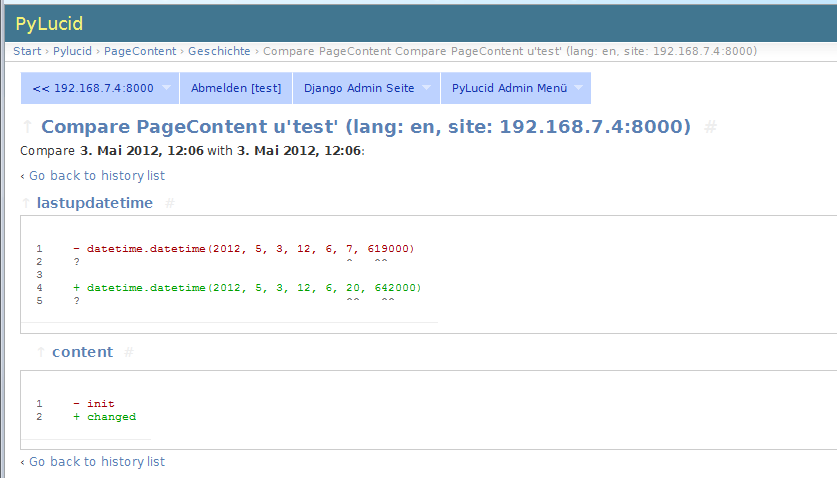 PyLucid
Start › Pylucid › PageContent › Geschichte › Compare PageContent Compare PageContent u'test' (lang: en, site: 192.168.7.4:8000)
<< 192.168.7.4:8000 Abmelden [test] Django Admin Seite PyLucid Admin Menü
↑ Compare PageContent u'test' (lang: en, site: 192.168.7.4:8000) #
Compare 3. Mai 2012, 12:06 with 3. Mai 2012, 12:06:
‹ Go back to history list
↑ lastupdatetime #
1 - datetime.datetime(2012, 5, 3, 12, 6, 7, 619000)
2 ? ^ ^^
3
4 + datetime.datetime(2012, 5, 3, 12, 6, 20, 642000)
5 ? ^^ ^^
↑ content #
1 - init
2 + changed
‹ Go back to history list